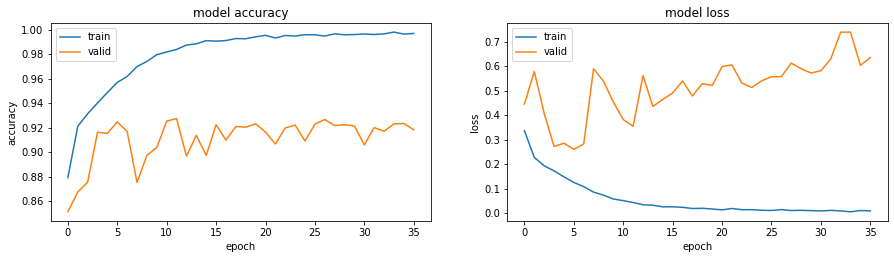 model accuracy
train
valid
accuracy
1.00
0.98
0.96
0.94
0.92
0.90
0.88
0.86
0 5 10 15 20 25 30 35
epoch
model loss
train
valid
loss
0.7
0.6
0.5
0.4
0.3
0.2
0.1
0.0
0 5 10 15 20 25 30 35
epoch